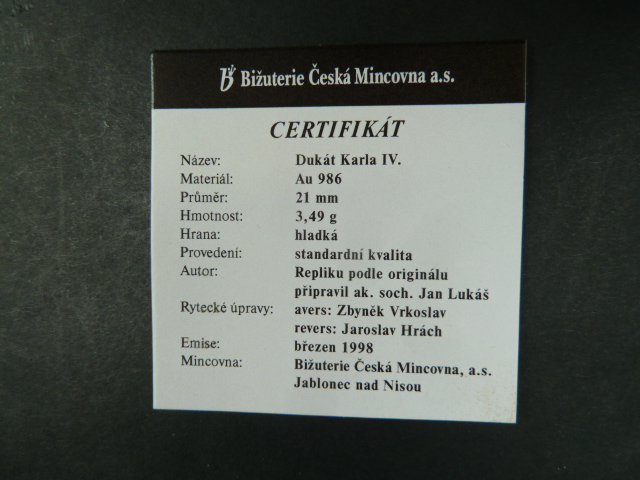 Bižuterie Česká Mincovna a.s.
CERTIFIKÁT
Název: Dukát Karla IV.
Materiál: Au 986
Průměr: 21 mm
Hmotnost: 3,49 g
Hrana: hladká
Provedení: standardní kvalita
Autor: Repliku podle originálu
připravil ak. soch. Jan Lukáš
Rytecké úpravy: avers: Zbyněk Vrkoslav
revers: Jaroslav Hrách
Emise: březen 1998
Mincovna: Bižuterie Česká Mincovna, a.s.
Jablonec nad Nisou